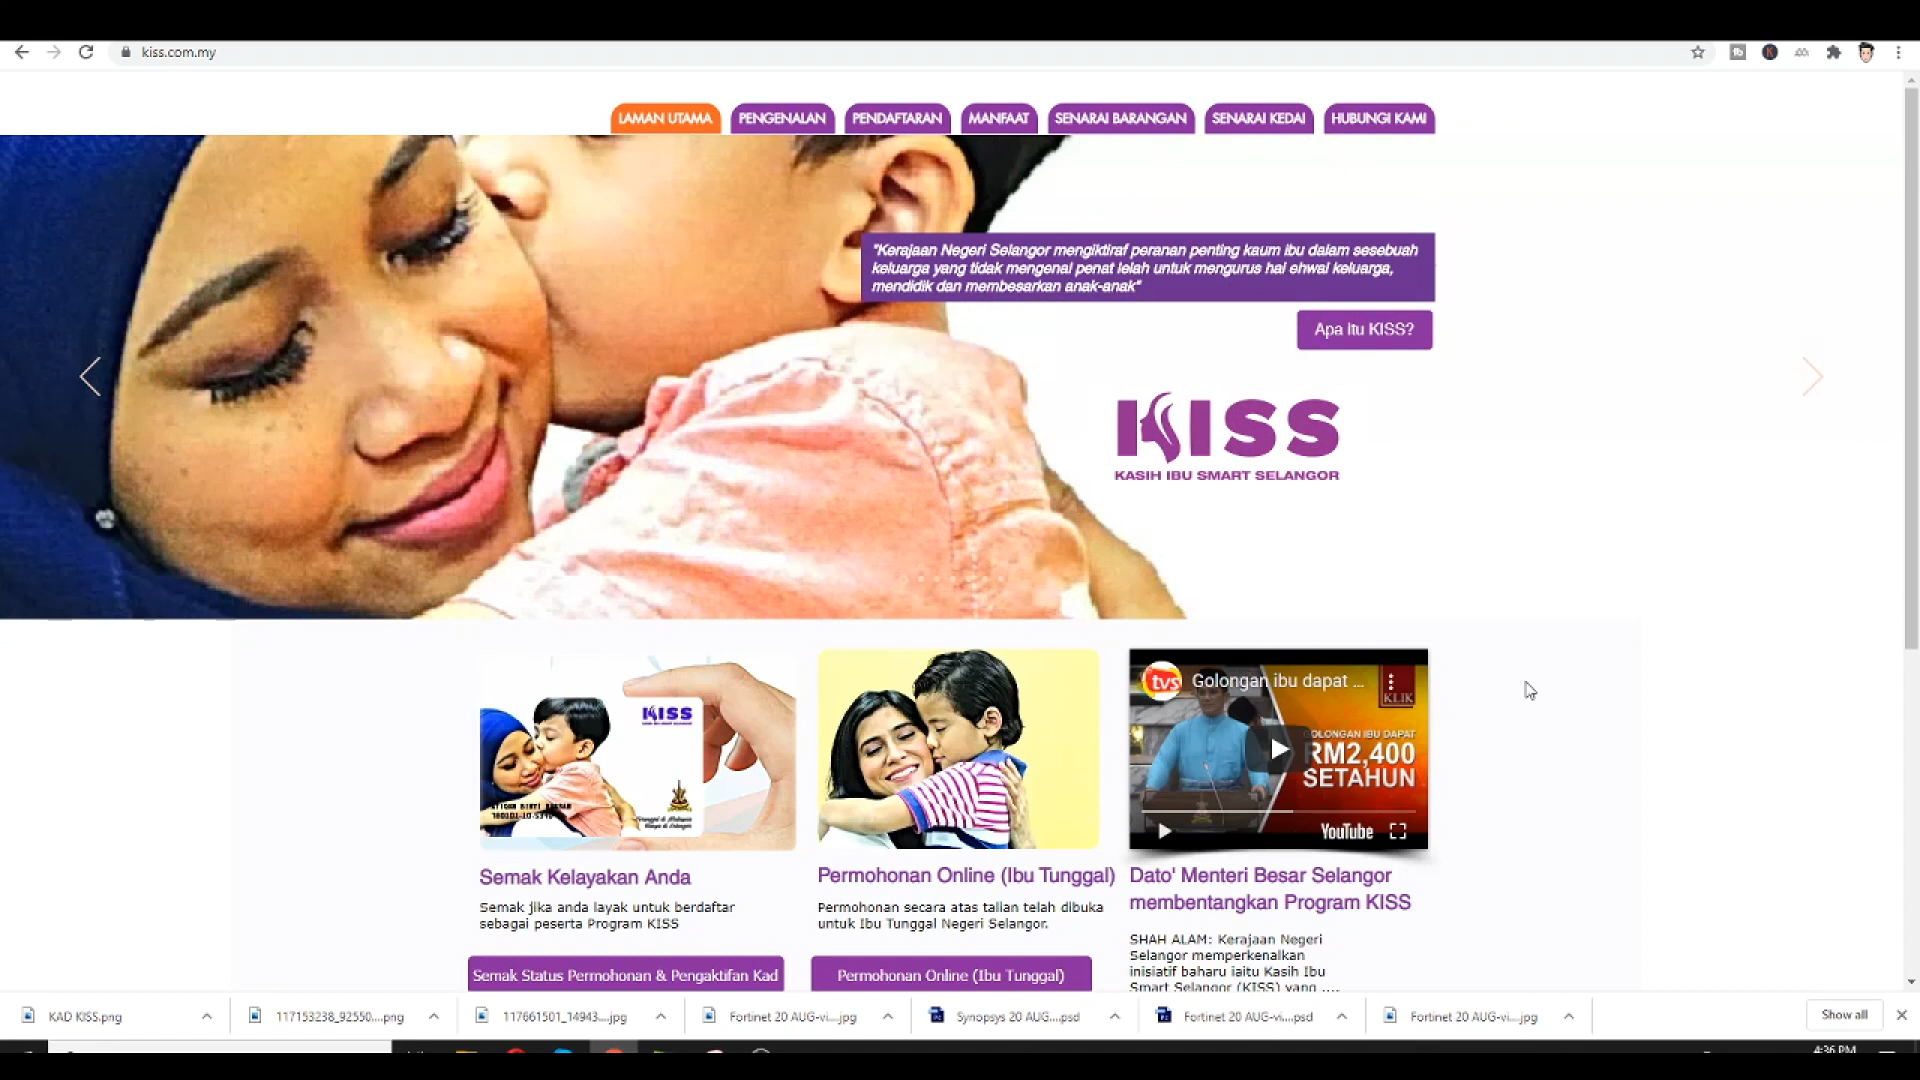 kiss.com.my
LAMAN UTAMA PENGENALAN PENDAFTARAN MANFAAT SENARAI BARANGAN SENARAI KEDAI HUBUNGI KAMI
"Kerajaan Negeri Selangor mengiktiraf peranan penting kaum ibu dalam sesebuah
keluarga yang tidak mengenal penat lelah untuk mengurus hal ehwal keluarga,
mendidik dan membesarkan anak-anak"
Apa itu KISS?
KISS
KASIH IBU SMART SELANGOR
KISS
tvs
Golongan ibu dapat ...
KLIK
GOLONGAN IBU DAPAT
RM2,400
SETAHUN
YouTube
Semak Kelayakan Anda
Semak jika anda layak untuk berdaftar
sebagai peserta Program KISS
Semak Status Permohonan & Pengaktifan Kad
Permohonan Online (Ibu Tunggal)
Permohonan secara atas talian telah dibuka
untuk Ibu Tunggal Negeri Selangor.
Permohonan Online (Ibu Tunggal)
Dato' Menteri Besar Selangor
membentangkan Program KISS
SHAH ALAM: Kerajaan Negeri
Selangor memperkenalkan
inisiatif baharu iaitu Kasih Ibu
Smart Selangor (KISS) yang ....
KAD KISS.png
117153238_92550....png
117661501_14943....jpg
Fortinet 20 AUG-vi....jpg
Synopsys 20 AUG....psd
Fortinet 20 AUG-vi....psd
Fortinet 20 AUG-vi....jpg
Show all
4:36 PM